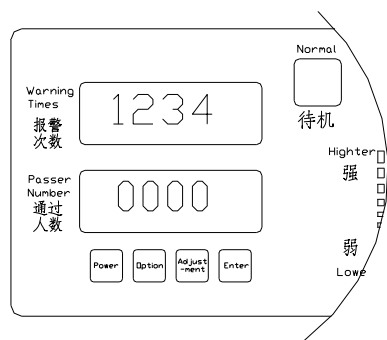 Normal
待机
Warning
Times
1234
报警
次数
Highter
强
Passer
Number
0000
通过
人数
弱
Lowe
Power
Option
Adjust
-ment
Enter